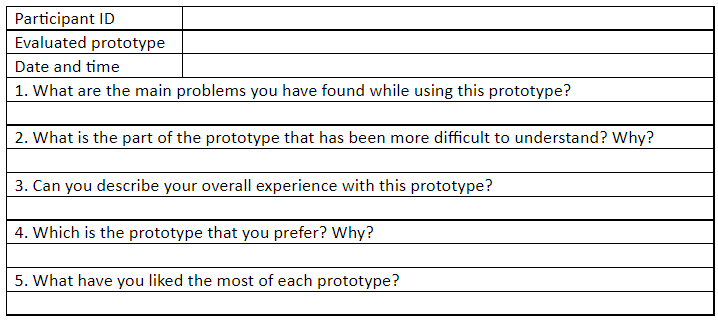 Participant ID
Evaluated prototype
Date and time
1. What are the main problems you have found while using this prototype?
2. What is the part of the prototype that has been more difficult to understand? Why?
3. Can you describe your overall experience with this prototype?
4. Which is the prototype that you prefer? Why?
5. What have you liked the most of each prototype?